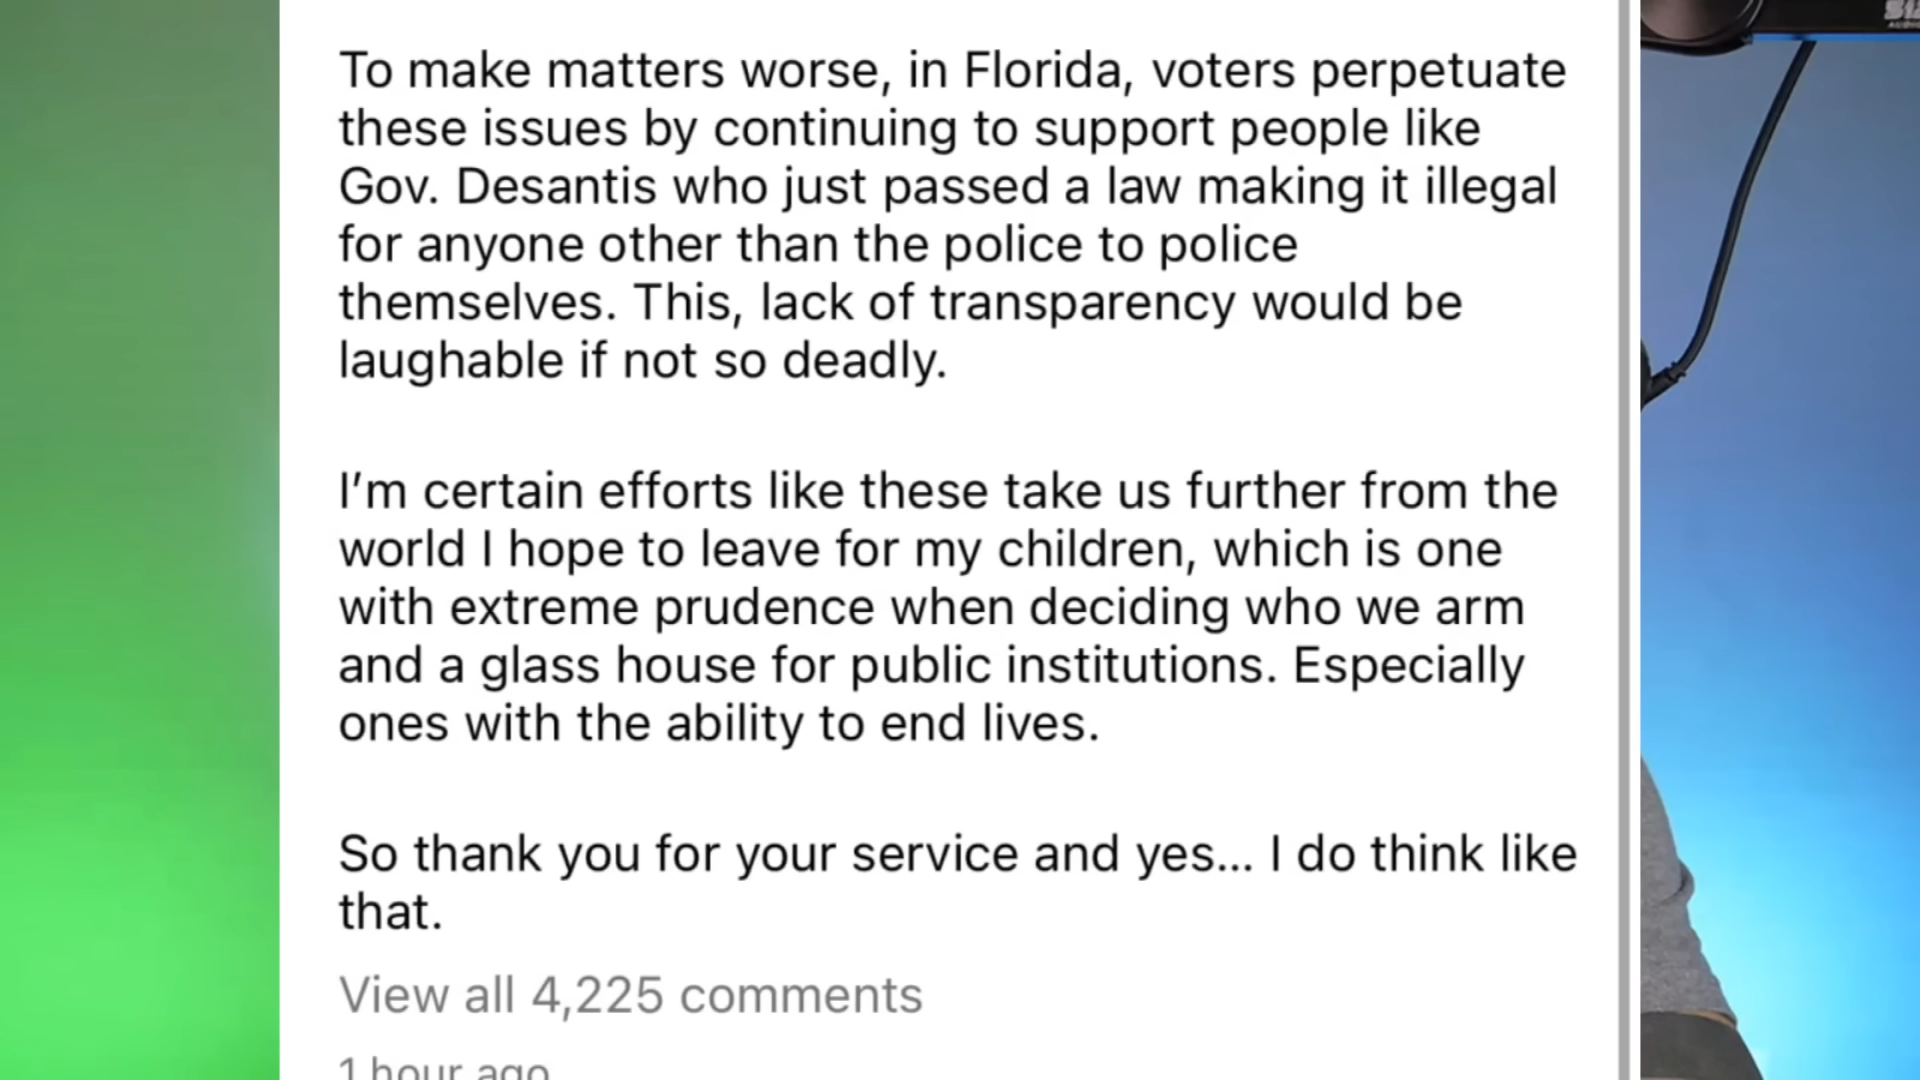 To make matters worse, in Florida, voters perpetuate
these issues by continuing to support people like
Gov. Desantis who just passed a law making it illegal
for anyone other than the police to police
themselves. This, lack of transparency would be
laughable if not so deadly.
I’m certain efforts like these take us further from the
world I hope to leave for my children, which is one
with extreme prudence when deciding who we arm
and a glass house for public institutions. Especially
ones with the ability to end lives.
So thank you for your service and yes... I do think like
that.
View all 4,225 comments
1 hour ago